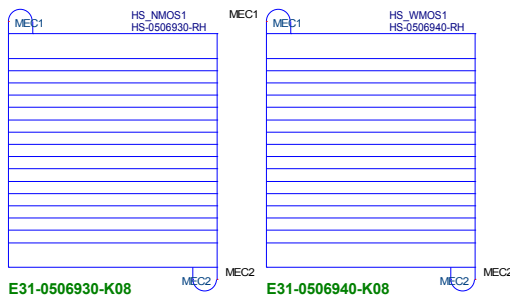 HS_NMOS1
HS-0506930-RH
MEC1
MEC1
HS_WMOS1
HS-0506940-RH
MEC1
MEC2
MEC2
MEC2
MEC2
E31-0506930-K08
E31-0506940-K08